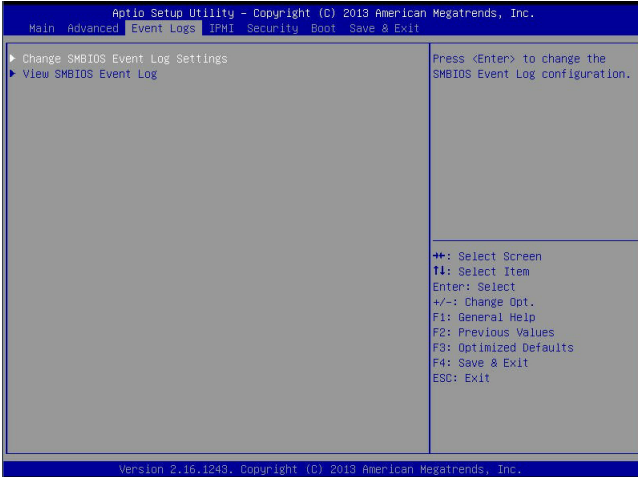 Aptio Setup Utility – Copyright (C) 2013 American Megatrends, Inc.
Main Advanced Event Logs IPMI Security Boot Save & Exit
Change SMBIOS Event Log Settings
View SMBIOS Event Log
Press <Enter> to change the
SMBIOS Event Log configuration.
→←: Select Screen
↑↓: Select Item
Enter: Select
+/-: Change Opt.
F1: General Help
F2: Previous Values
F3: Optimized Defaults
F4: Save & Exit
ESC: Exit
Version 2.16.1243. Copyright (C) 2013 American Megatrends, Inc.